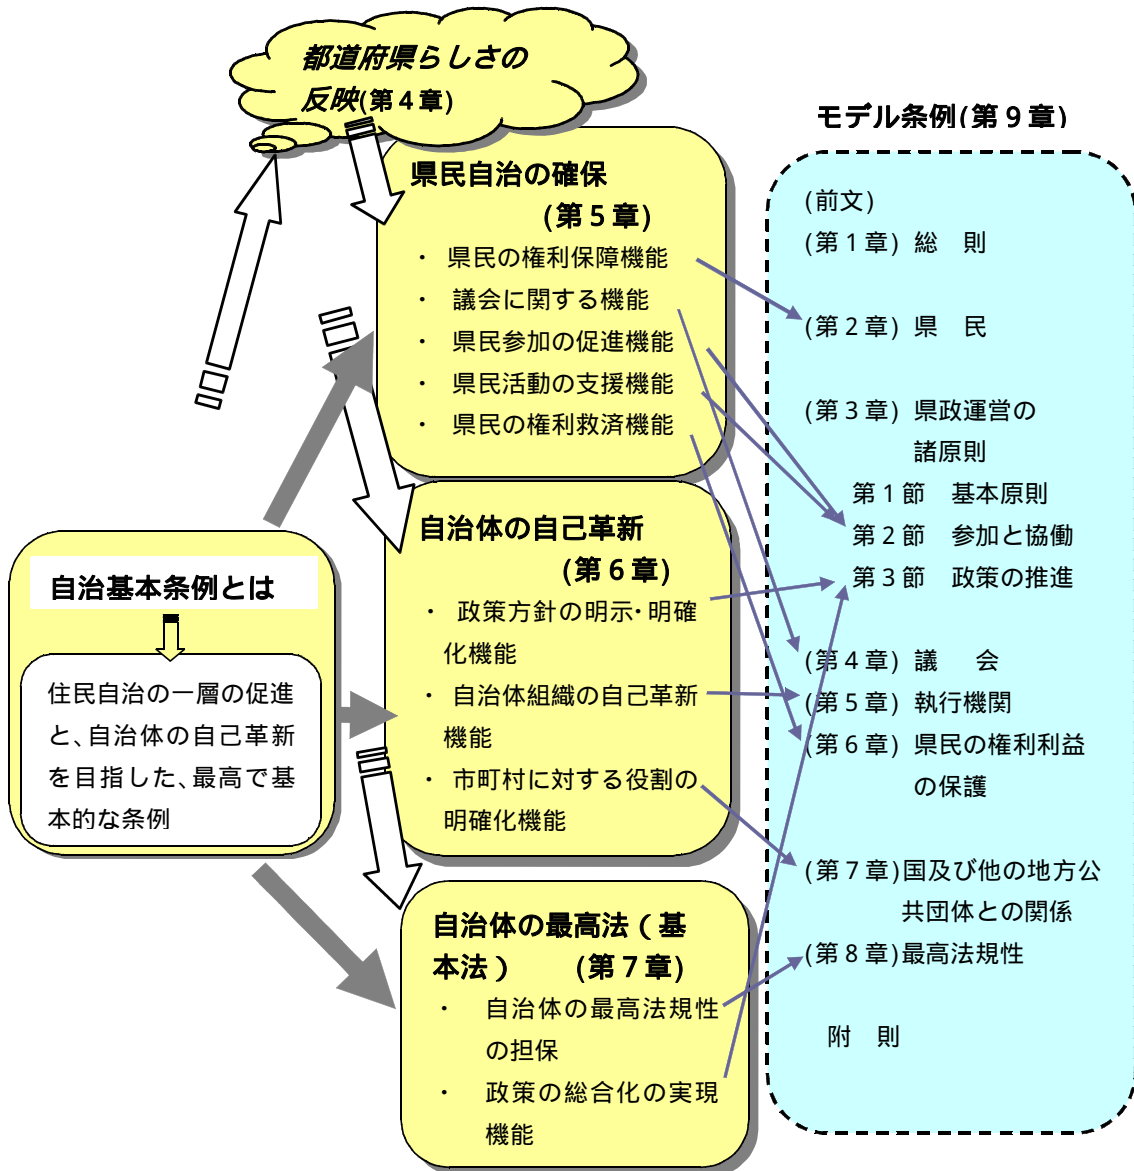 都道府県らしさの
反映(第４章)
県民自治の確保
(第５章)
・ 県民の権利保障機能
・ 議会に関する機能
・ 県民参加の促進機能
・ 県民活動の支援機能
・ 県民の権利救済機能
自治体の自己革新
(第６章)
・ 政策方針の明示･明確
化機能
・ 自治体組織の自己革新
機能
・ 市町村に対する役割の
明確化機能
自治基本条例とは
住民自治の一層の促進
と､自治体の自己革新
を目指した､最高で基
本的な条例
自治体の最高法（基
本法） (第７章)
・ 自治体の最高法規性
の担保
・ 政策の総合化の実現
機能
モデル条例(第９章)
(前文)
(第１章) 総 則
(第２章) 県 民
(第３章) 県政運営の
諸原則
第１節 基本原則
第２節 参加と協働
第３節 政策の推進
(第４章) 議 会
(第５章) 執行機関
(第６章) 県民の権利利益
の保護
(第７章)国及び他の地方公
共団体との関係
(第８章)最高法規性
附 則